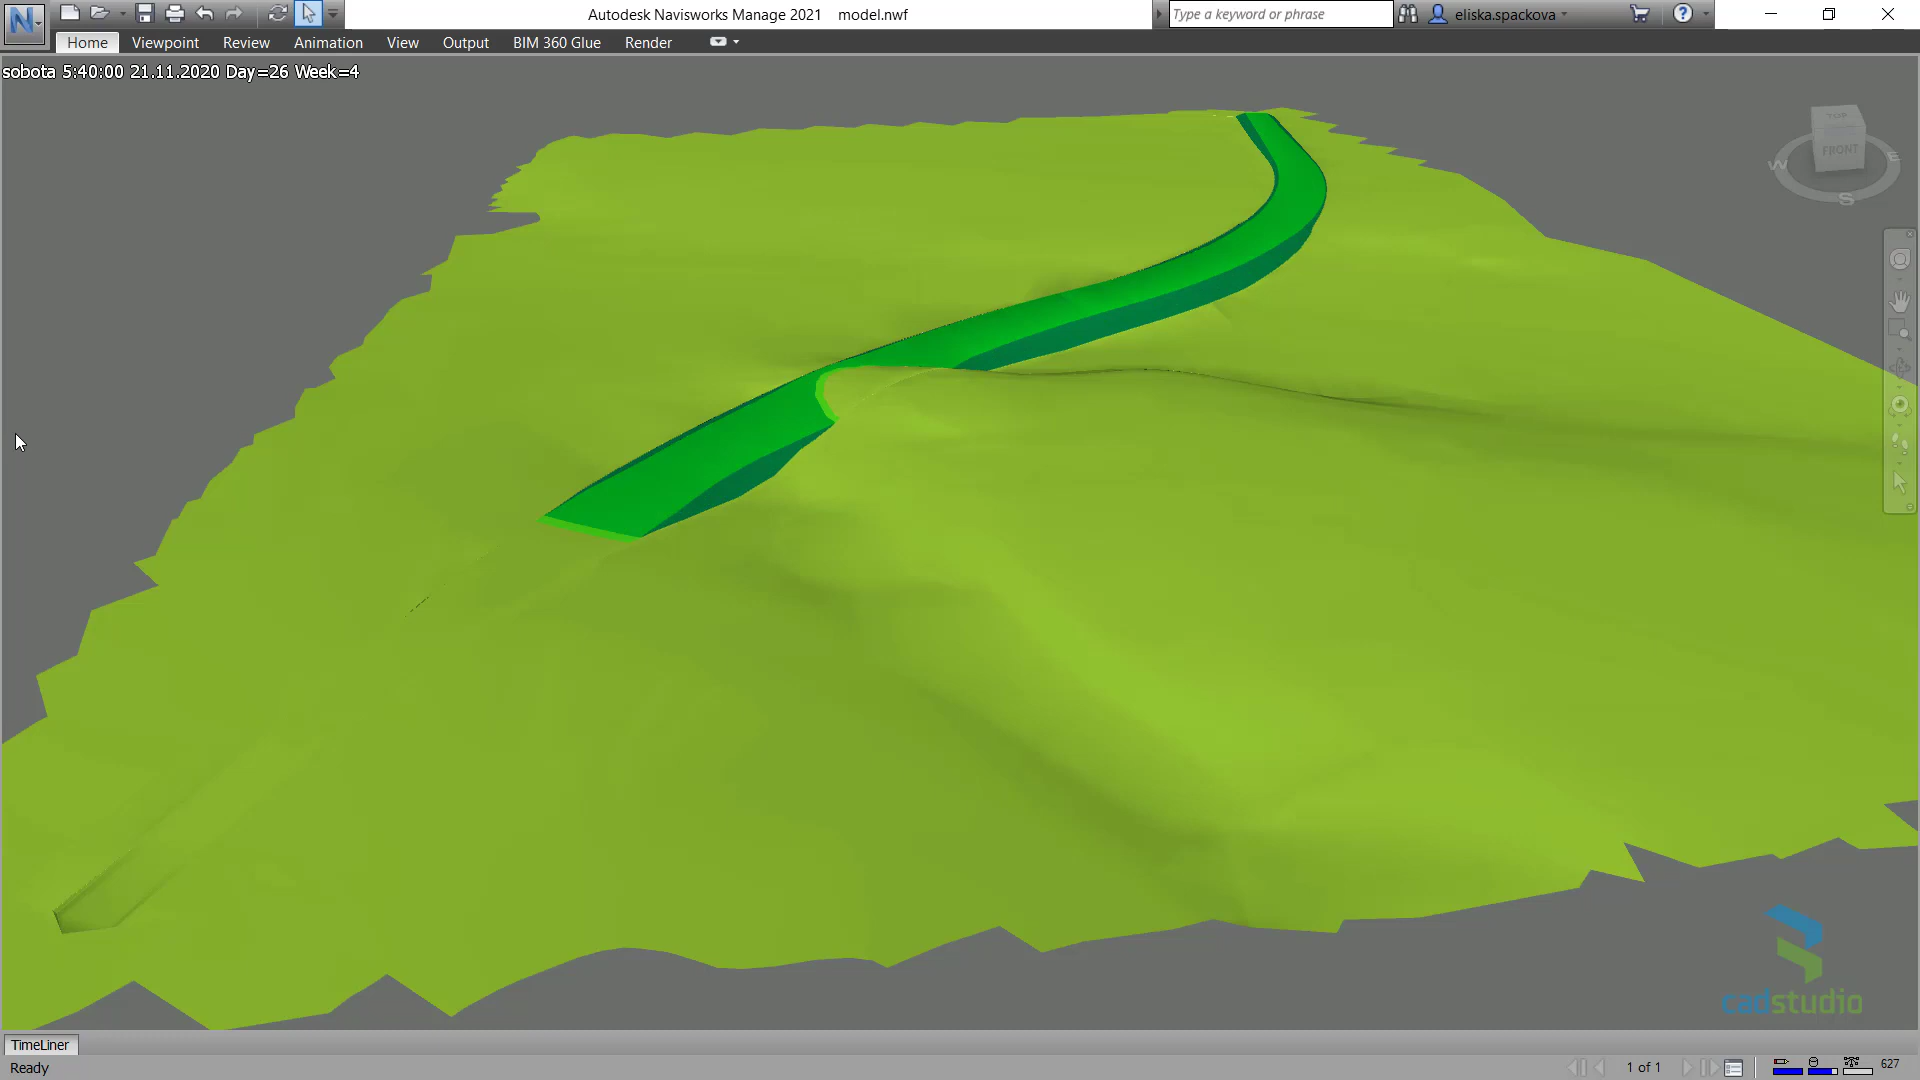 Autodesk Navisworks Manage 2021 model.nwf
Type a keyword or phrase
eliska.spackova
Home Viewpoint Review Animation View Output BIM 360 Glue Render
sobota 5:40:00 21.11.2020 Day=26 Week=4
TOP
FRONT
W
E
S
cadstudio
TimeLiner
Ready
1 of 1
627